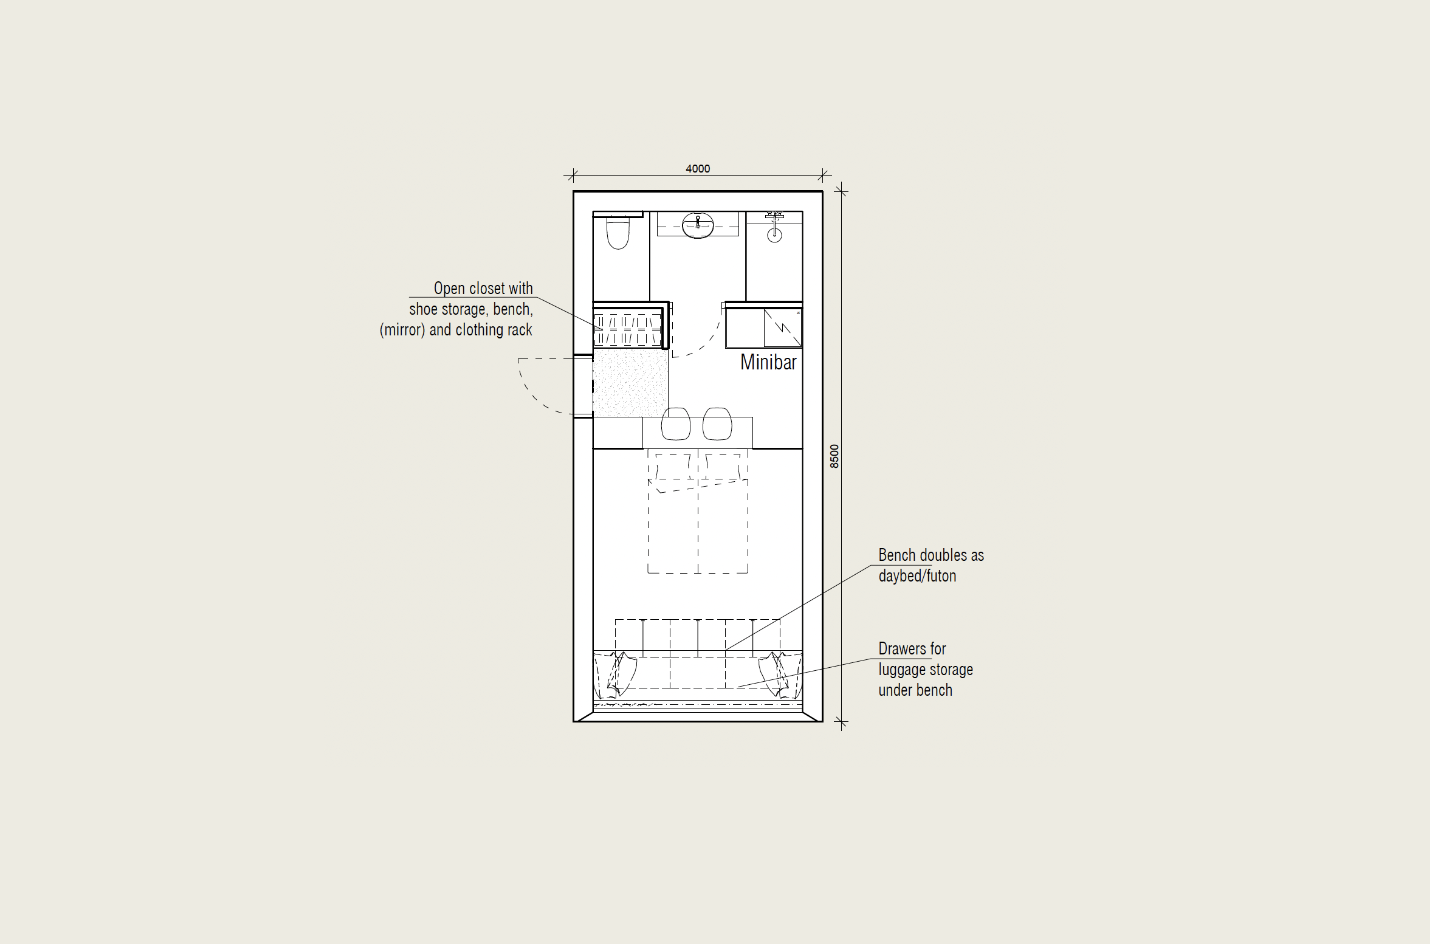 4000
Open closet with
shoe storage, bench,
(mirror) and clothing rack
Minibar
8500
Bench doubles as
daybed/futon
Drawers for
luggage storage
under bench